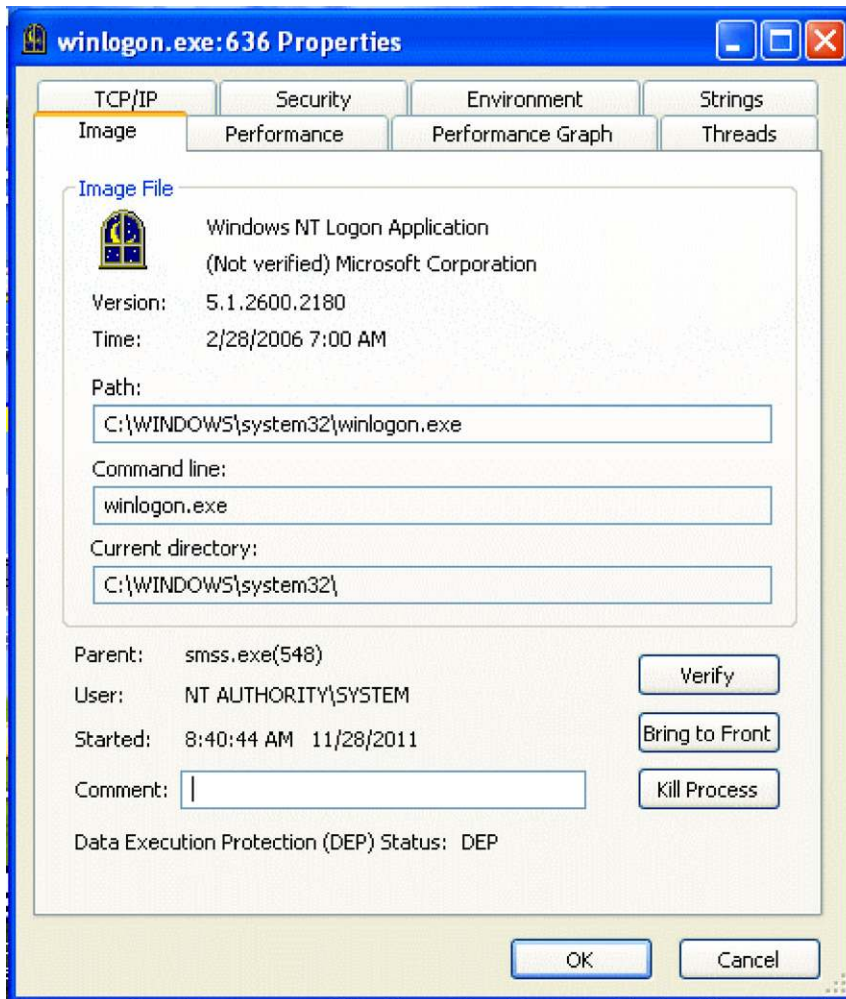 winlogon.exe:636 Properties
TCP/IP Security Environment Strings
Image Performance Performance Graph Threads
Image File
Windows NT Logon Application
(Not verified) Microsoft Corporation
Version: 5.1.2600.2180
Time: 2/28/2006 7:00 AM
Path:
C:\WINDOWS\system32\winlogon.exe
Command line:
winlogon.exe
Current directory:
C:\WINDOWS\system32\
Parent: smss.exe(548)
Verify
User: NT AUTHORITY\SYSTEM
Started: 8:40:44 AM 11/28/2011
Bring to Front
Comment:
Kill Process
Data Execution Protection (DEP) Status: DEP
OK Cancel